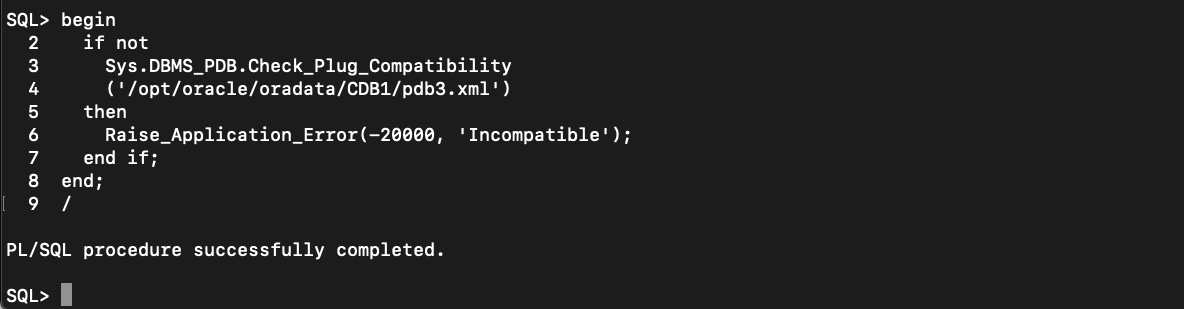 SQL> begin
  2    if not
  3      Sys.DBMS_PDB.Check_Plug_Compatibility
  4      ('/opt/oracle/oradata/CDB1/pdb3.xml')
  5    then
  6      Raise_Application_Error(-20000, 'Incompatible');
  7    end if;
  8  end;
[  9  /
PL/SQL procedure successfully completed.
SQL>